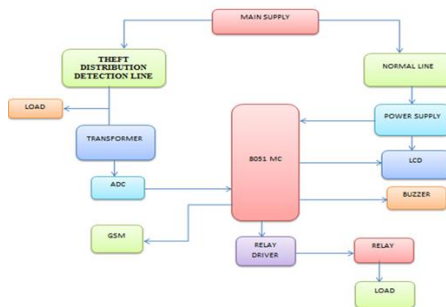 MAIN SUPPLY
THEFT
DISTRIBUTION
DETECTION LINE
NORMAL LINE
LOAD
POWER SUPPLY
TRANSFORMER
8051 MC
LCD
ADC
BUZZER
GSM
RELAY
DRIVER
RELAY
LOAD